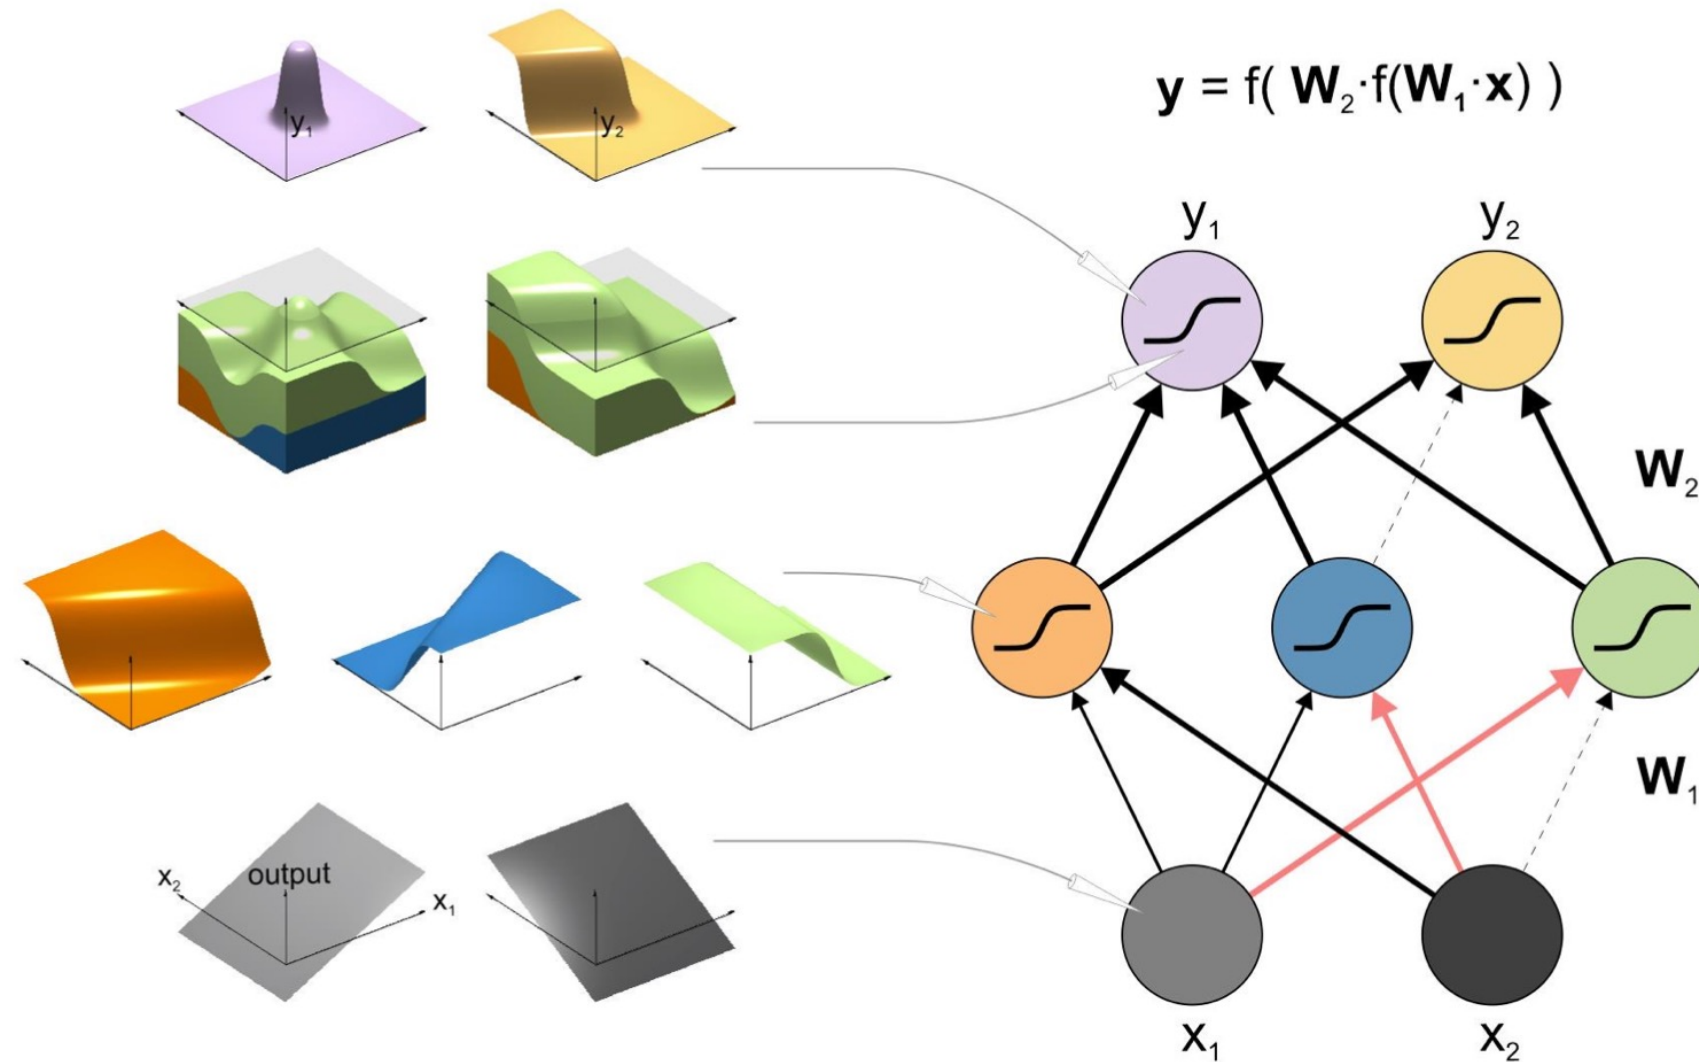 y₁
y₂
y = f( W₂·f(W₁·x) )
y₁
y₂
W₂
W₁
x₂
output
x₁
x₁
x₂